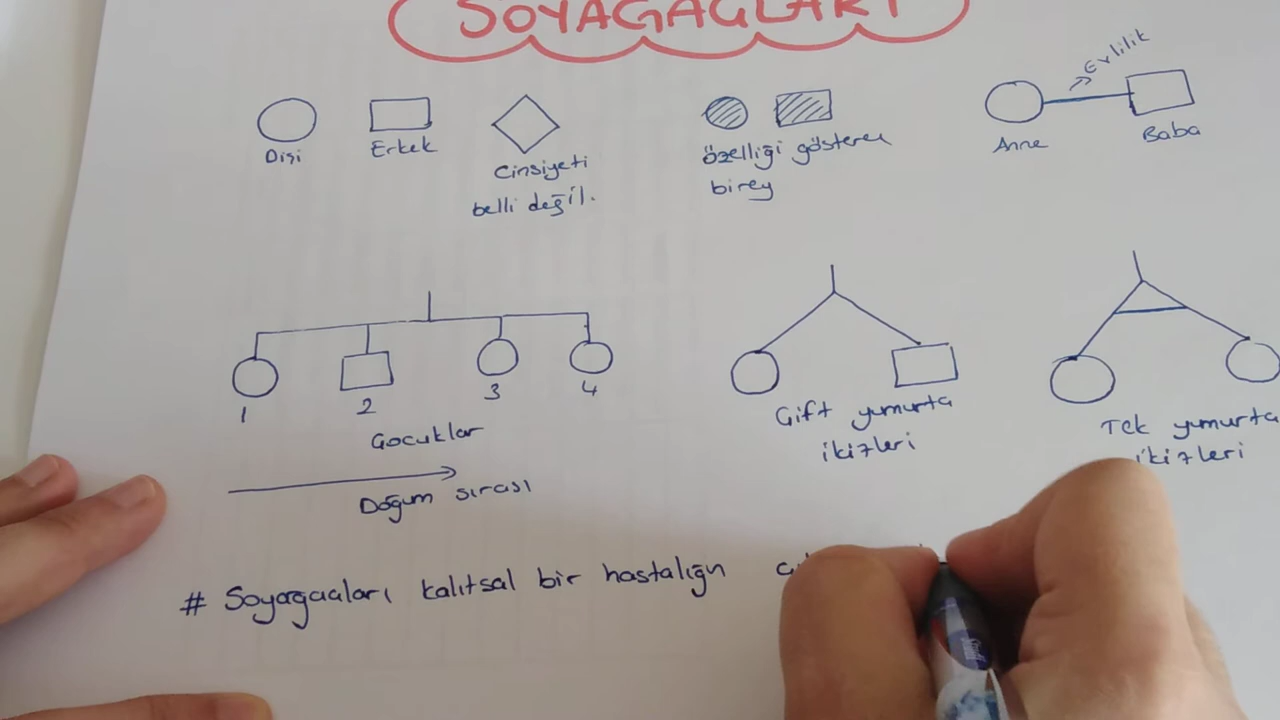 SOYAĞAÇLARI
Dişi
Erkek
Cinsiyeti
belli değil.
özelliği gösteren
birey
Evlilik
Anne
Baba
1
2
3
4
Çocuklar
Doğum sırası
Çift yumurta
ikizleri
Tek yumurta
ikizleri
# Soyağaçları kalıtsal bir hastalığın